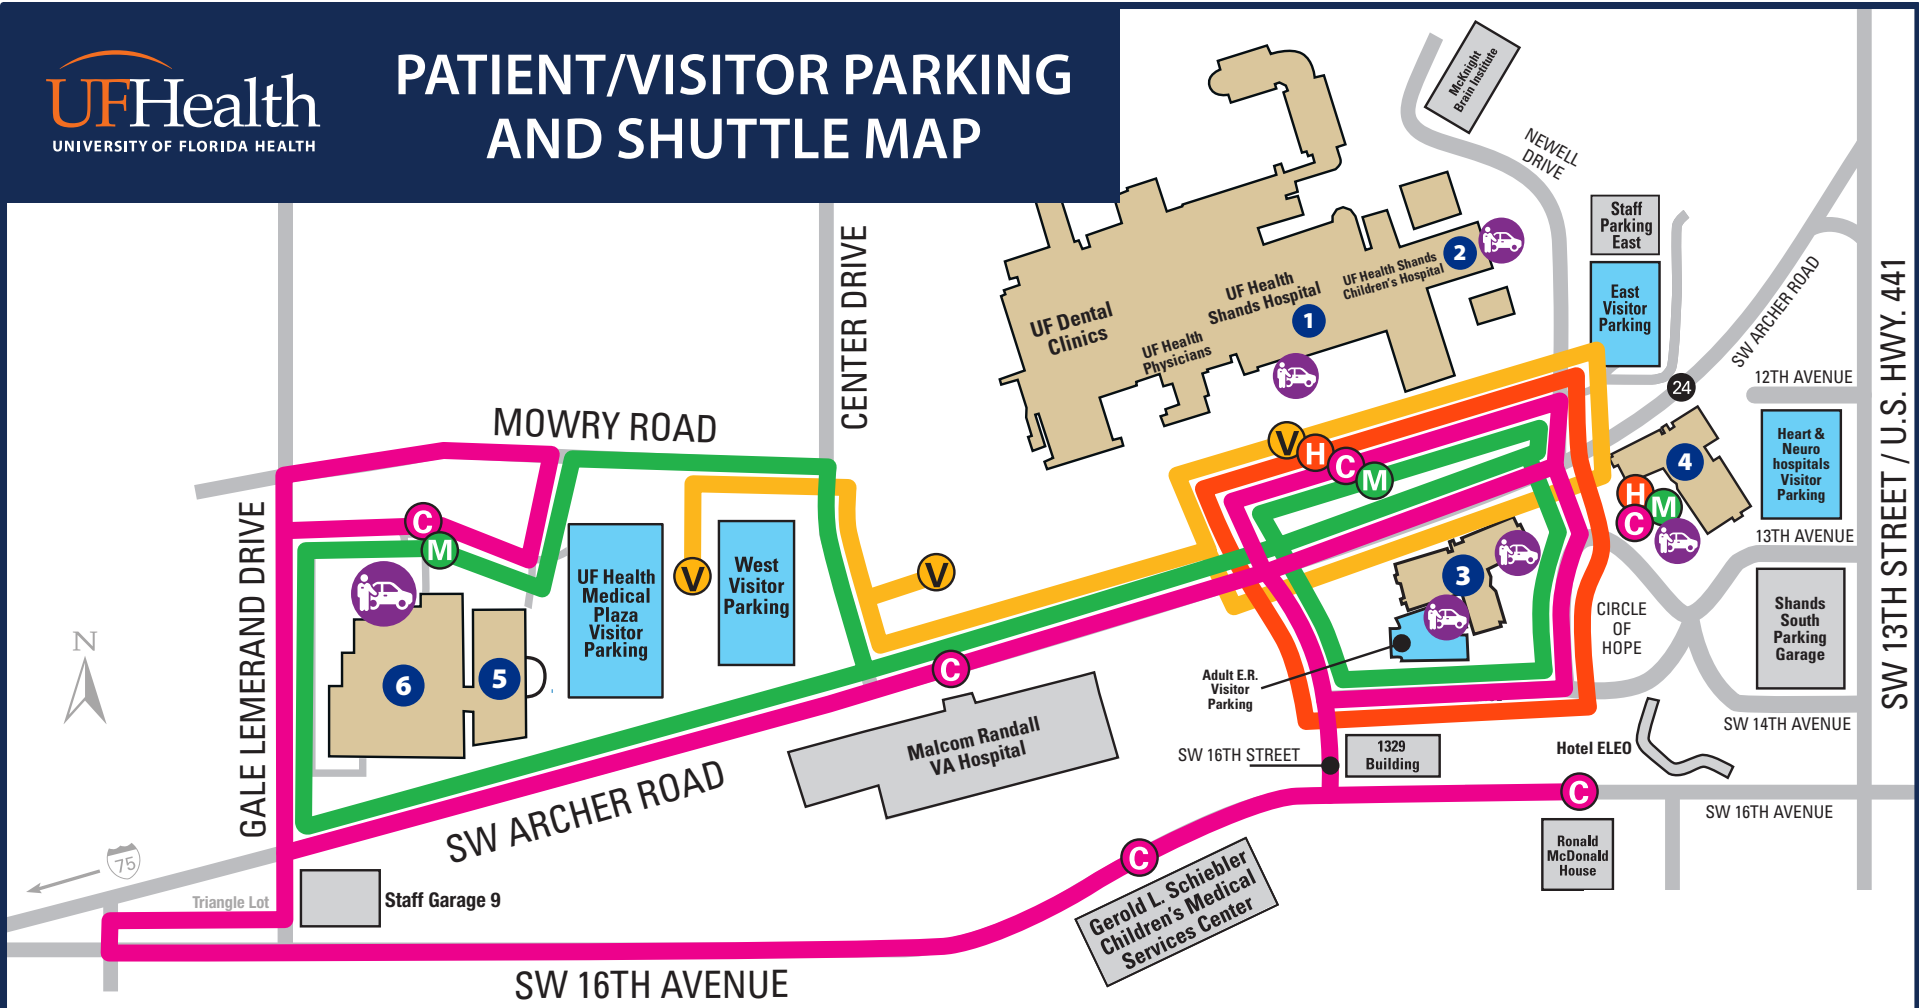 UFHealth
UNIVERSITY OF FLORIDA HEALTH
PATIENT/VISITOR PARKING
AND SHUTTLE MAP
McKnight
Brain Institute
NEWELL
DRIVE
Staff
Parking
East
East
Visitor
Parking
SW ARCHER ROAD
24
12TH AVENUE
SW 13TH STREET / U.S. HWY. 441
Heart &
Neuro
hospitals
Visitor
Parking
13TH AVENUE
Shands
South
Parking
Garage
SW 14TH AVENUE
CENTER DRIVE
UF Dental
Clinics
UF Health
Physicians
UF Health
Shands Hospital
1
UF Health Shands
Children's Hospital
2
V
H
C
M
4
H
M
C
3
CIRCLE
OF
HOPE
Adult E.R.
Visitor
Parking
MOWRY ROAD
GALE LEMERAND DRIVE
C
M
6
5
UF Health
Medical
Plaza
Visitor
Parking
V
West
Visitor
Parking
V
C
Malcom Randall
VA Hospital
SW 16TH STREET
1329
Building
Hotel ELEO
C
SW 16TH AVENUE
Ronald
McDonald
House
C
Gerold L. Schiebler
Children's Medical
Services Center
SW ARCHER ROAD
N
75
Triangle Lot
Staff Garage 9
SW 16TH AVENUE